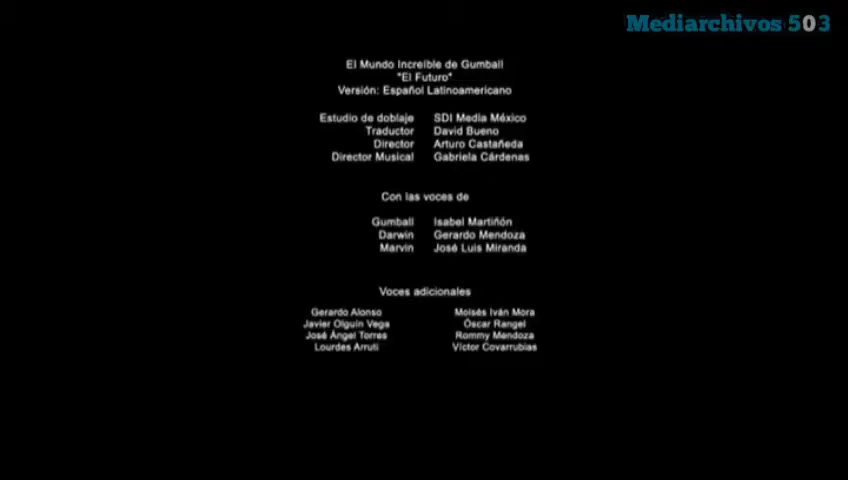 Mediarchivos 503
El Mundo Increíble de Gumball
"El Futuro"
Versión: Español Latinoamericano
Estudio de doblaje SDI Media México
Traductor David Bueno
Director Arturo Castañeda
Director Musical Gabriela Cárdenas
Con las voces de
Gumball Isabel Martiñón
Darwin Gerardo Mendoza
Marvin José Luis Miranda
Voces adicionales
Gerardo Alonso Moisés Iván Mora
Javier Olguín Vega Óscar Rangel
José Ángel Torres Rommy Mendoza
Lourdes Arruti Víctor Covarrubias